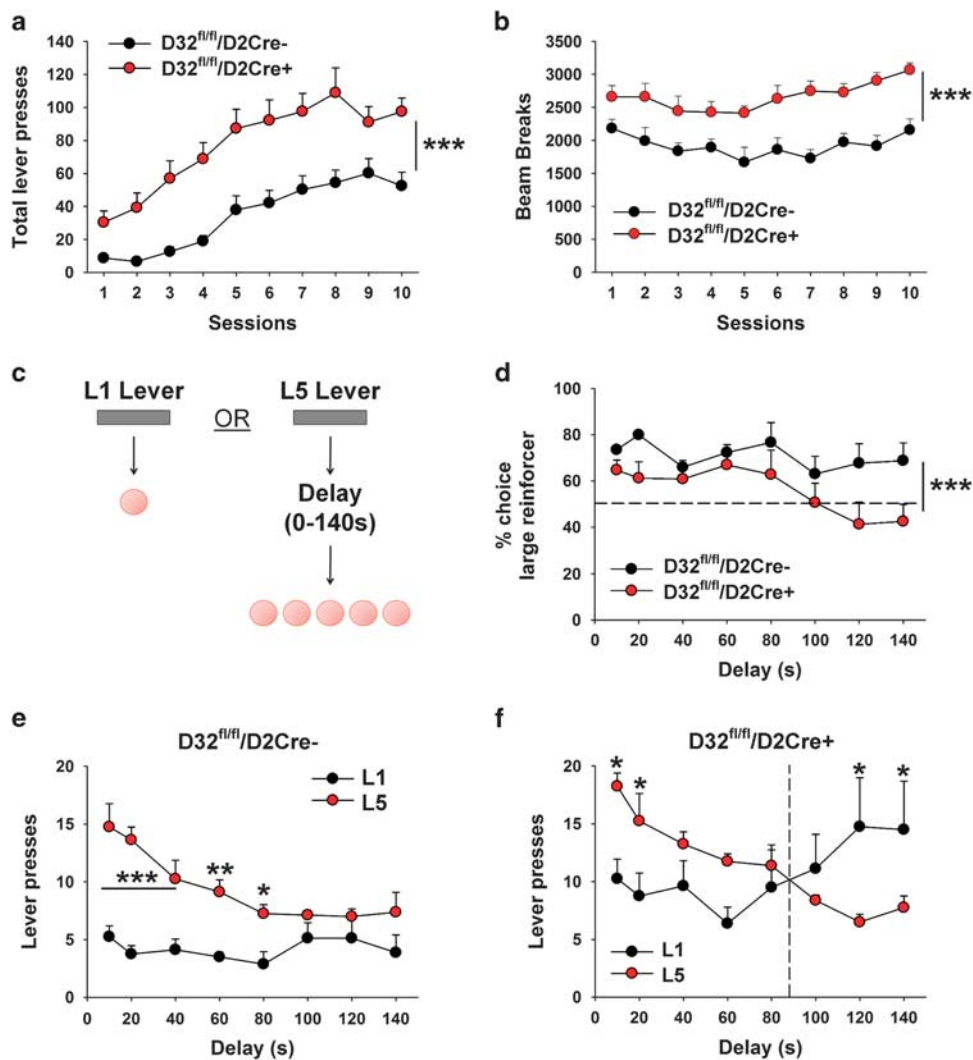 a
D32fl/fl/D2Cre-
D32fl/fl/D2Cre+
Total lever presses
140
120
100
80
60
40
20
0
***
1 2 3 4 5 6 7 8 9 10
Sessions
b
Beam Breaks
3500
3000
2500
2000
1500
1000
500
0
***
D32fl/fl/D2Cre-
D32fl/fl/D2Cre+
1 2 3 4 5 6 7 8 9 10
Sessions
c
L1 Lever
OR
L5 Lever
Delay
(0-140s)
d
% choice
large reinforcer
100
80
60
40
20
0
***
D32fl/fl/D2Cre-
D32fl/fl/D2Cre+
0 20 40 60 80 100 120 140
Delay (s)
e
D32fl/fl/D2Cre-
L1
L5
Lever presses
20
15
10
5
0
***
**
*
0 20 40 60 80 100 120 140
Delay (s)
f
D32fl/fl/D2Cre+
Lever presses
20
15
10
5
0
* * * *
L1
L5
0 20 40 60 80 100 120 140
Delay (s)